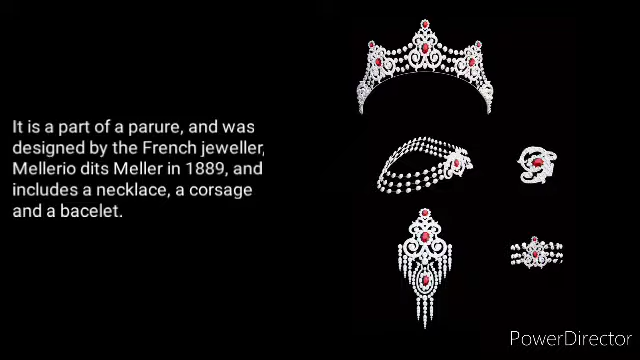 It is a part of a parure, and was
designed by the French jeweller,
Mellerio dits Meller in 1889, and
includes a necklace, a corsage
and a bacelet.
PowerDirector